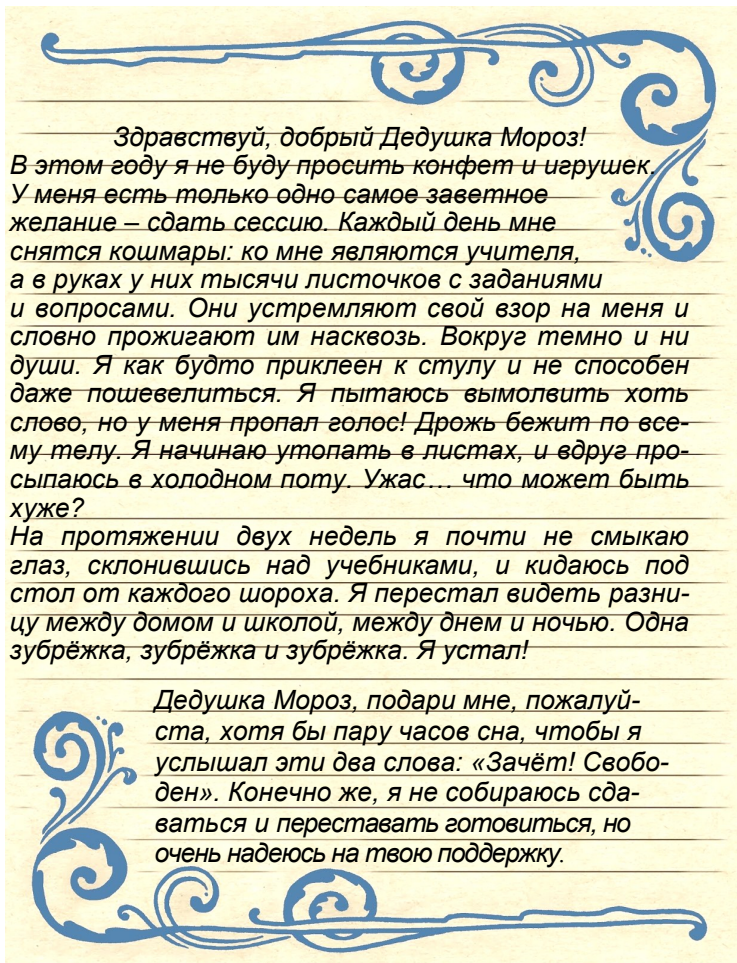 Здравствуй, добрый Дедушка Мороз!
В этом году я не буду просить конфет и игрушек.
У меня есть только одно самое заветное
желание – сдать сессию. Каждый день мне
снятся кошмары: ко мне являются учителя,
а в руках у них тысячи листочков с заданиями
и вопросами. Они устремляют свой взор на меня и
словно прожигают им насквозь. Вокруг темно и ни
души. Я как будто приклеен к стулу и не способен
даже пошевелиться. Я пытаюсь вымолвить хоть
слово, но у меня пропал голос! Дрожь бежит по все-
му телу. Я начинаю утопать в листах, и вдруг про-
сыпаюсь в холодном поту. Ужас… что может быть
хуже?
На протяжении двух недель я почти не смыкаю
глаз, склонившись над учебниками, и кидаюсь под
стол от каждого шороха. Я перестал видеть разни-
цу между домом и школой, между днем и ночью. Одна
зубрёжка, зубрёжка и зубрёжка. Я устал!
Дедушка Мороз, подари мне, пожалуй-
ста, хотя бы пару часов сна, чтобы я
услышал эти два слова: «Зачёт! Свобо-
ден». Конечно же, я не собираюсь сда-
ваться и переставать готовиться, но
очень надеюсь на твою поддержку.